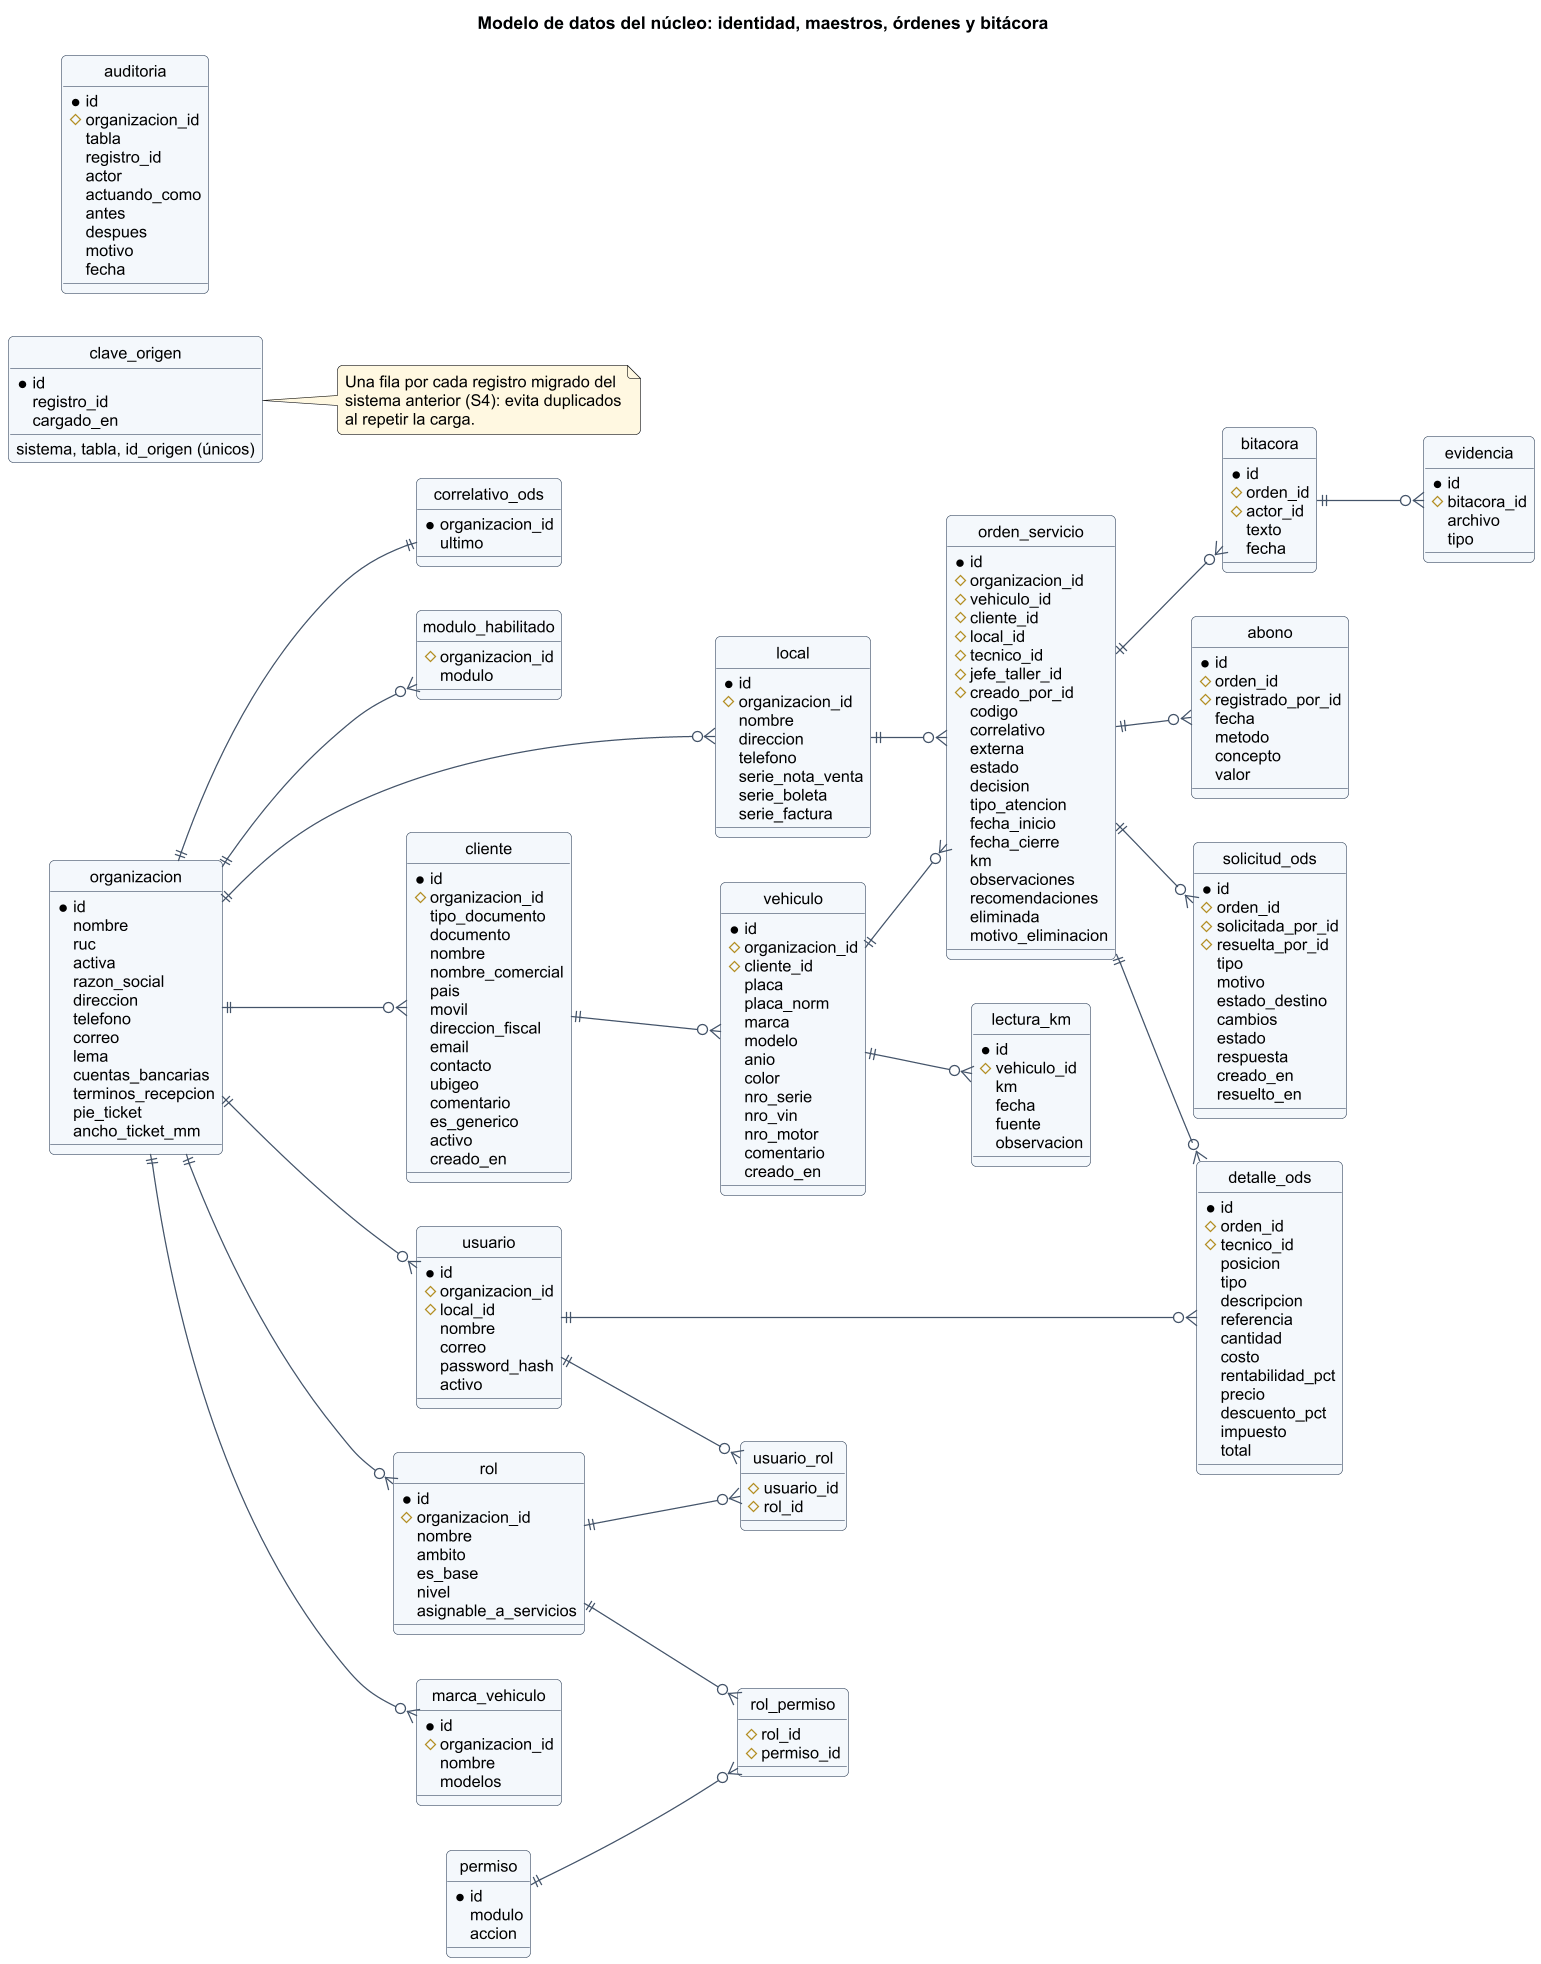 Modelo de datos del núcleo: identidad, maestros, órdenes y bitácora
auditoria
id
organizacion_id
tabla
registro_id
actor
actuando_como
antes
despues
motivo
fecha
clave_origen
id
registro_id
cargado_en
sistema, tabla, id_origen (únicos)
Una fila por cada registro migrado del
sistema anterior (S4): evita duplicados
al repetir la carga.
correlativo_ods
organizacion_id
ultimo
modulo_habilitado
organizacion_id
modulo
local
id
organizacion_id
nombre
direccion
telefono
serie_nota_venta
serie_boleta
serie_factura
orden_servicio
id
organizacion_id
vehiculo_id
cliente_id
local_id
tecnico_id
jefe_taller_id
creado_por_id
codigo
correlativo
externa
estado
decision
tipo_atencion
fecha_inicio
fecha_cierre
km
observaciones
recomendaciones
eliminada
motivo_eliminacion
bitacora
id
orden_id
actor_id
texto
fecha
evidencia
id
bitacora_id
archivo
tipo
abono
id
orden_id
registrado_por_id
fecha
metodo
concepto
valor
solicitud_ods
id
orden_id
solicitada_por_id
resuelta_por_id
tipo
motivo
estado_destino
cambios
estado
respuesta
creado_en
resuelto_en
organizacion
id
nombre
ruc
activa
razon_social
direccion
telefono
correo
lema
cuentas_bancarias
terminos_recepcion
pie_ticket
ancho_ticket_mm
cliente
id
organizacion_id
tipo_documento
documento
nombre
nombre_comercial
pais
movil
direccion_fiscal
email
contacto
ubigeo
comentario
es_generico
activo
creado_en
vehiculo
id
organizacion_id
cliente_id
placa
placa_norm
marca
modelo
anio
color
nro_serie
nro_vin
nro_motor
comentario
creado_en
lectura_km
id
vehiculo_id
km
fecha
fuente
observacion
detalle_ods
id
orden_id
tecnico_id
posicion
tipo
descripcion
referencia
cantidad
costo
rentabilidad_pct
precio
descuento_pct
impuesto
total
usuario
id
organizacion_id
local_id
nombre
correo
password_hash
activo
usuario_rol
usuario_id
rol_id
rol
id
organizacion_id
nombre
ambito
es_base
nivel
asignable_a_servicios
marca_vehiculo
id
organizacion_id
nombre
modelos
rol_permiso
rol_id
permiso_id
permiso
id
modulo
accion